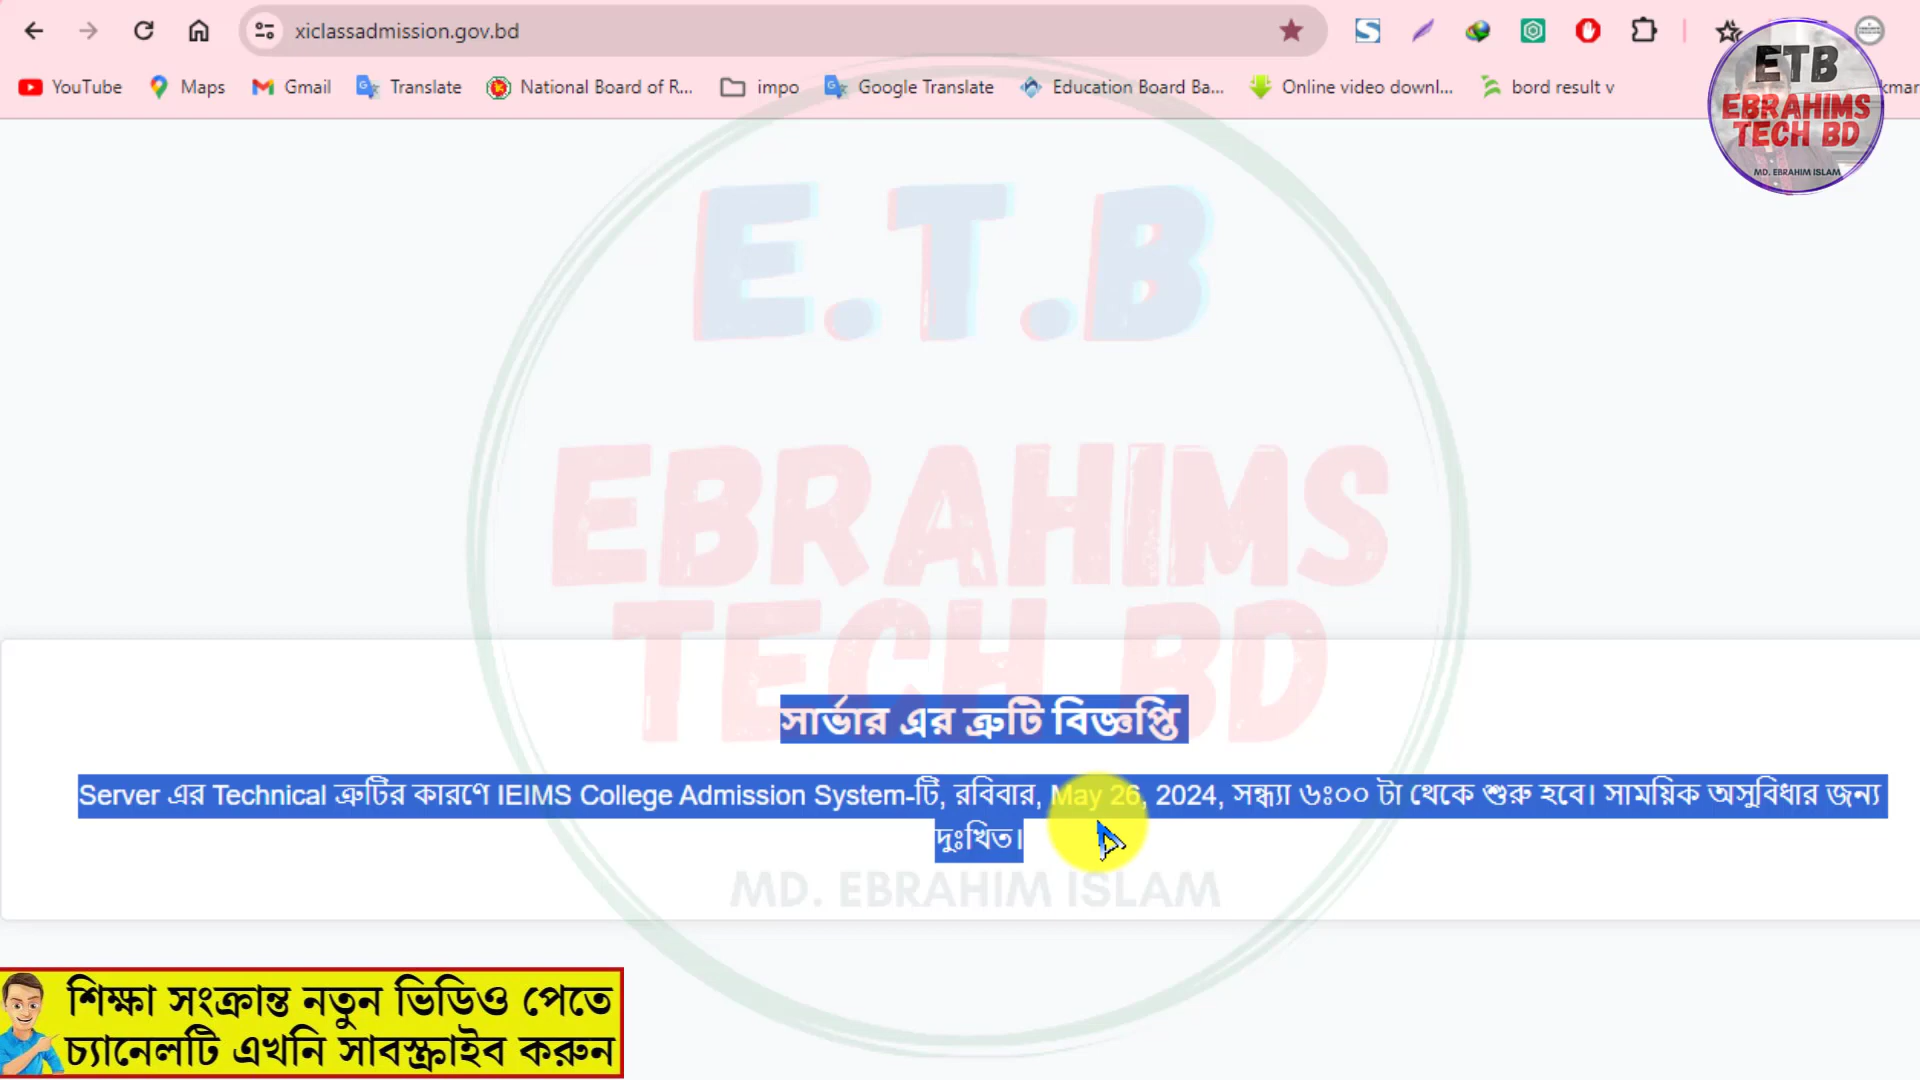 xiclassadmission.gov.bd
YouTube Maps Gmail Translate National Board of R... impo Google Translate Education Board Ba... Online video downl... bord result v kmar
ETB
EBRAHIMS
TECH BD
MD. EBRAHIM ISLAM
E.T.B
EBRAHIMS
TECH BD
সার্ভার এর ত্রুটি বিজ্ঞপ্তি
Server এর Technical ত্রুটির কারণে IEIMS College Admission System-টি, রবিবার, May 26, 2024, সন্ধ্যা ৬ঃ০০ টা থেকে শুরু হবে। সাময়িক অসুবিধার জন্য
দুঃখিত।
MD. EBRAHIM ISLAM
শিক্ষা সংক্রান্ত নতুন ভিডিও পেতে
চ্যানেলটি এখনি সাবস্ক্রাইব করুন